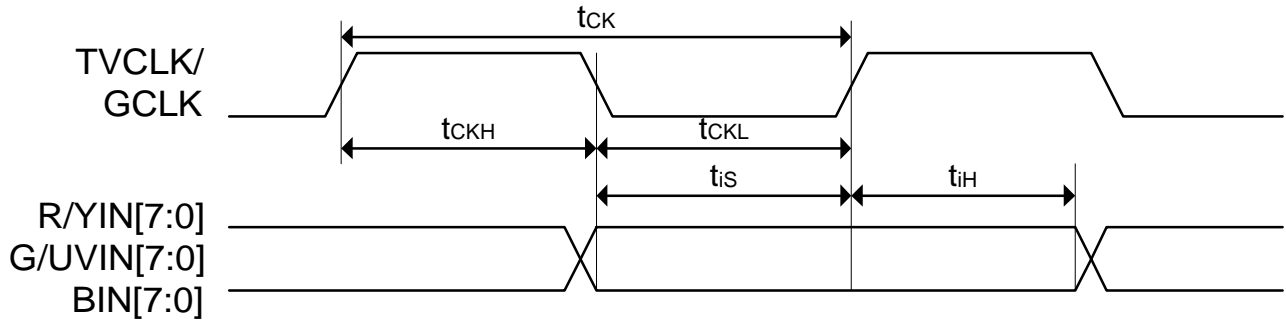 tCK
TVCLK/
GCLK
tCKH
tCKL
tiS
tiH
R/YIN[7:0]
G/UVIN[7:0]
BIN[7:0]